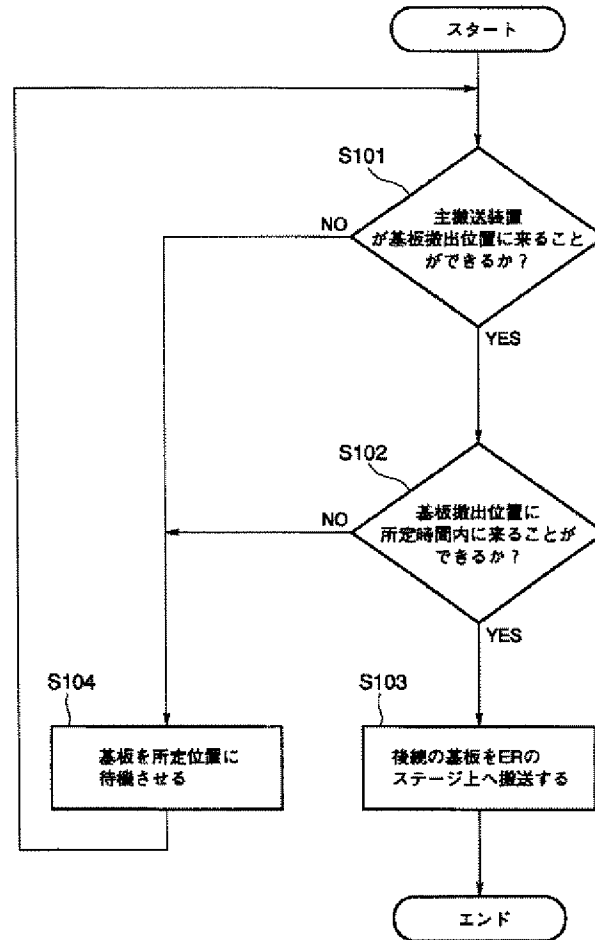 スタート
S101
主搬送装置
が基板搬出位置に来ること
ができるか？
NO
YES
S102
基板搬出位置に
所定時間内に来ることが
できるか？
NO
YES
S104
基板を所定位置に
待機させる
S103
後続の基板をERの
ステージ上へ搬送する
エンド